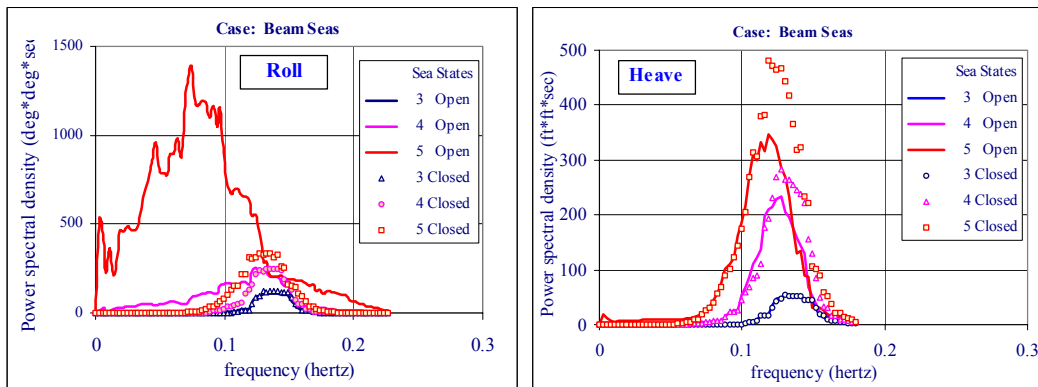 Case: Beam Seas
Power spectral density (deg*deg*sec
1500
1000
500
0
Roll
Sea States
3 Open
4 Open
5 Open
3 Closed
4 Closed
5 Closed
0 0.1 0.2 0.3
frequency (hertz)
Case: Beam Seas
Power spectral density (ft*ft*sec)
500
400
300
200
100
0
Heave
Sea States
3 Open
4 Open
5 Open
3 Closed
4 Closed
5 Closed
0 0.1 0.2 0.3
frequency (hertz)